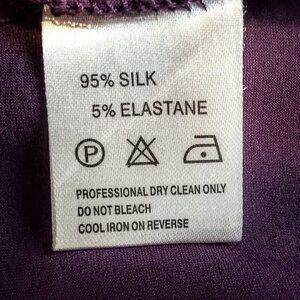 95% SILK
5% ELASTANE
P
PROFESSIONAL DRY CLEAN ONLY
DO NOT BLEACH
COOL IRON ON REVERSE